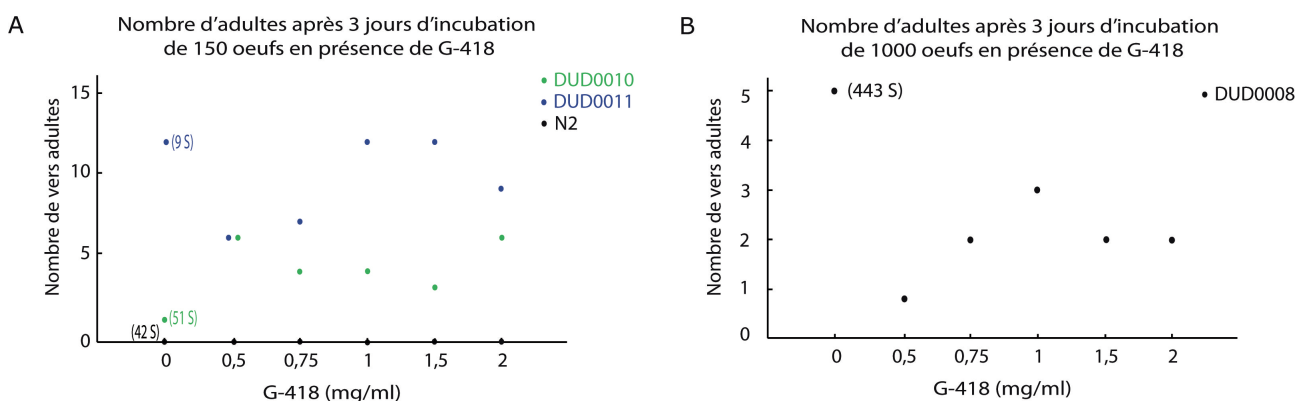 A
Nombre d'adultes après 3 jours d'incubation
de 150 oeufs en présence de G-418
DUD0010
DUD0011
N2
Nombre de vers adultes
15
10
5
0
(9 S)
(51 S)
(42 S)
0 0,5 0,75 1 1,5 2
G-418 (mg/ml)
B
Nombre d'adultes après 3 jours d'incubation
de 1000 oeufs en présence de G-418
DUD0008
Nombre de vers adultes
5
4
3
2
1
0
(443 S)
0 0,5 0,75 1 1,5 2
G-418 (mg/ml)